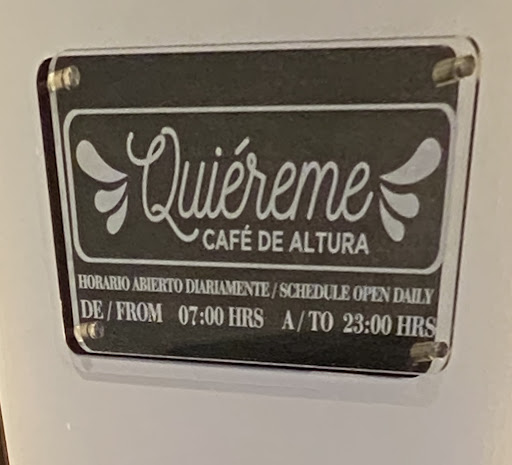 Quiéreme
CAFÉ DE ALTURA
HORARIO ABIERTO DIARIAMENTE / SCHEDULE OPEN DAILY
DE / FROM 07:00 HRS A / TO 23:00 HRS